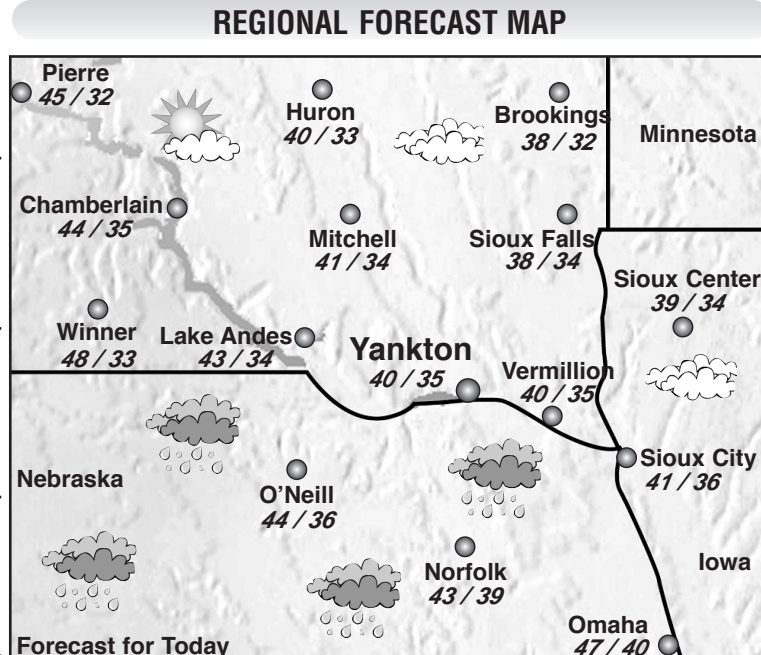 REGIONAL FORECAST MAP
Pierre
45 / 32
Huron
40 / 33
Brookings
38 / 32
Minnesota
Chamberlain
44 / 35
Mitchell
41 / 34
Sioux Falls
38 / 34
Sioux Center
39 / 34
Winner
48 / 33
Lake Andes
43 / 34
Yankton
40 / 35
Vermillion
40 / 35
Nebraska
O'Neill
44 / 36
Sioux City
41 / 36
Norfolk
43 / 39
Iowa
Omaha
47 / 40
Forecast for Today